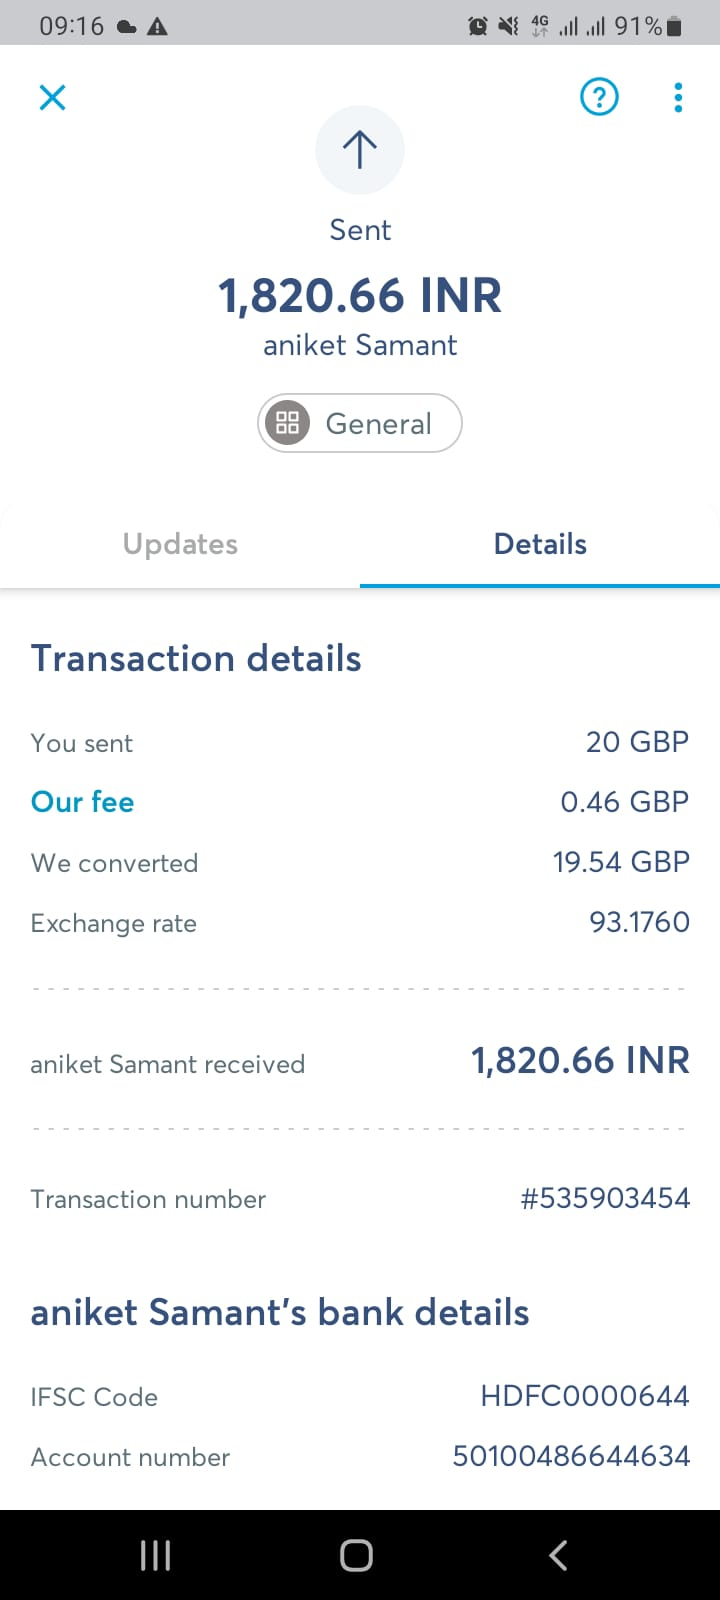 09:16 4G 91%
?
Sent
1,820.66 INR
aniket Samant
General
Updates Details
Transaction details
You sent 20 GBP
Our fee 0.46 GBP
We converted 19.54 GBP
Exchange rate 93.1760
aniket Samant received 1,820.66 INR
Transaction number #535903454
aniket Samant's bank details
IFSC Code HDFC0000644
Account number 50100486644634